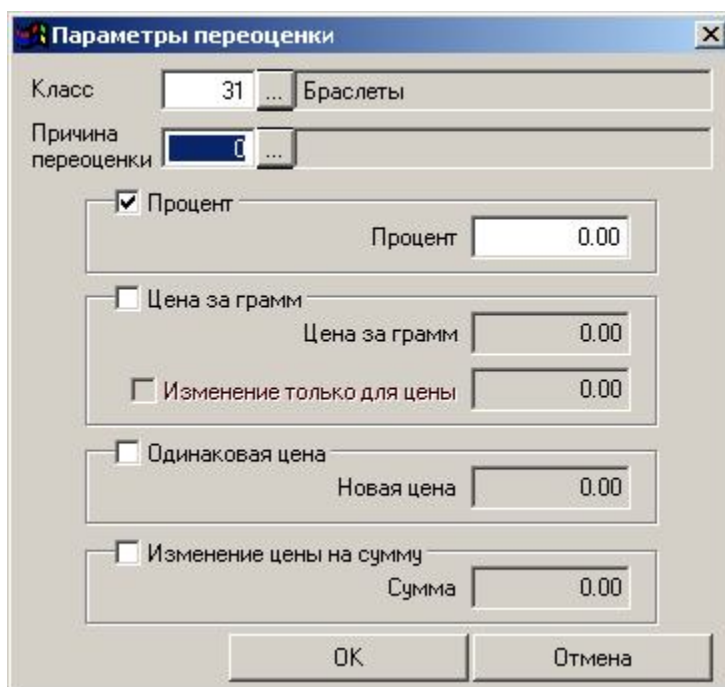 Параметры переоценки
Класс 31 ... Браслеты
Причина
переоценки 0 ...
Процент
Процент 0.00
Цена за грамм
Цена за грамм 0.00
Изменение только для цены 0.00
Одинаковая цена
Новая цена 0.00
Изменение цены на сумму
Сумма 0.00
OK Отмена